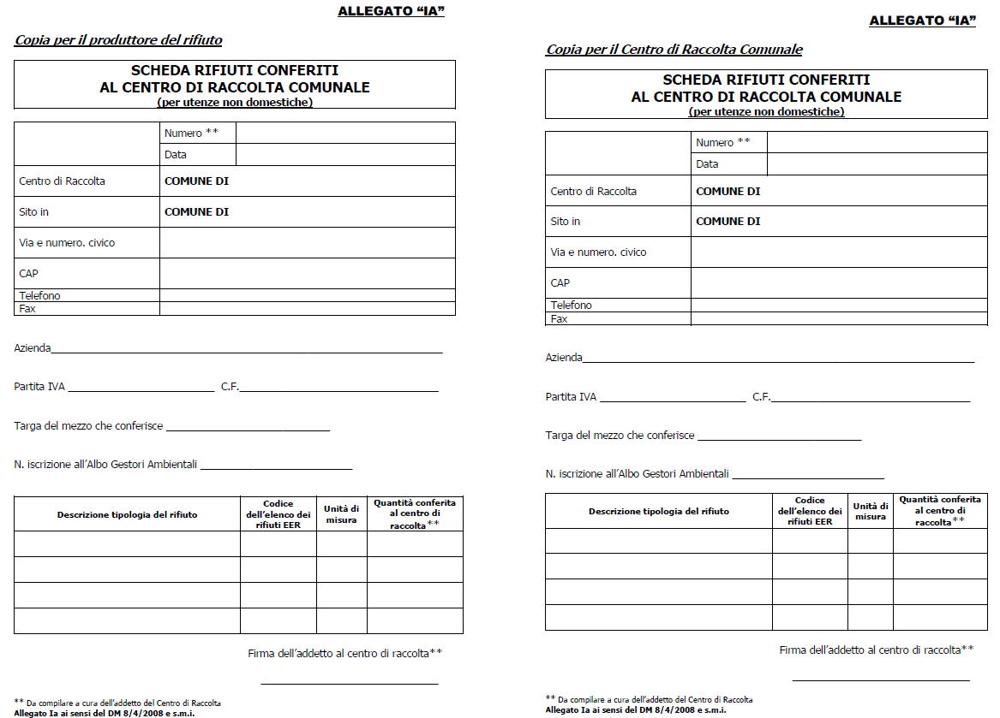 ALLEGATO “IA”
Copia per il produttore del rifiuto
SCHEDA RIFIUTI CONFERITI
AL CENTRO DI RACCOLTA COMUNALE
(per utenze non domestiche)
Numero **
Data
Centro di Raccolta COMUNE DI
Sito in COMUNE DI
Via e numero. civico
CAP
Telefono
Fax
Azienda
Partita IVA C.F.
Targa del mezzo che conferisce
N. iscrizione all’Albo Gestori Ambientali
Descrizione tipologia del rifiuto
Codice
dell’elenco dei
rifiuti EER
Unità di
misura
Quantità conferita
al centro di
raccolta**
Firma dell’addetto al centro di raccolta**
** Da compilare a cura dell’addetto del Centro di Raccolta
Allegato Ia ai sensi del DM 8/4/2008 e s.m.i.
ALLEGATO “IA”
Copia per il Centro di Raccolta Comunale
SCHEDA RIFIUTI CONFERITI
AL CENTRO DI RACCOLTA COMUNALE
(per utenze non domestiche)
Numero **
Data
Centro di Raccolta COMUNE DI
Sito in COMUNE DI
Via e numero. civico
CAP
Telefono
Fax
Azienda
Partita IVA C.F.
Targa del mezzo che conferisce
N. iscrizione all’Albo Gestori Ambientali
Descrizione tipologia del rifiuto
Codice
dell’elenco dei
rifiuti EER
Unità di
misura
Quantità conferita
al centro di
raccolta**
Firma dell’addetto al centro di raccolta**
** Da compilare a cura dell’addetto del Centro di Raccolta
Allegato Ia ai sensi del DM 8/4/2008 e s.m.i.